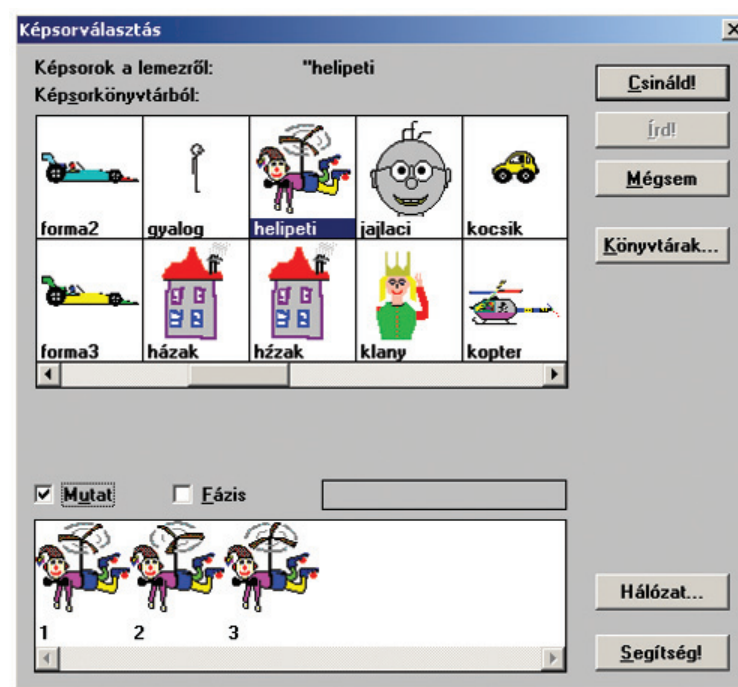 Képsorválasztás
Képsorok a lemezről: "helipeti
Képsorkönyvtárból:
forma2 gyalog helipeti jajlaci kocsik
forma3 házak hźzak klany kopter
Csináld!
Írd!
Mégsem
Könyvtárak...
Mutat Fázis
1 2 3
Hálózat...
Segítség!